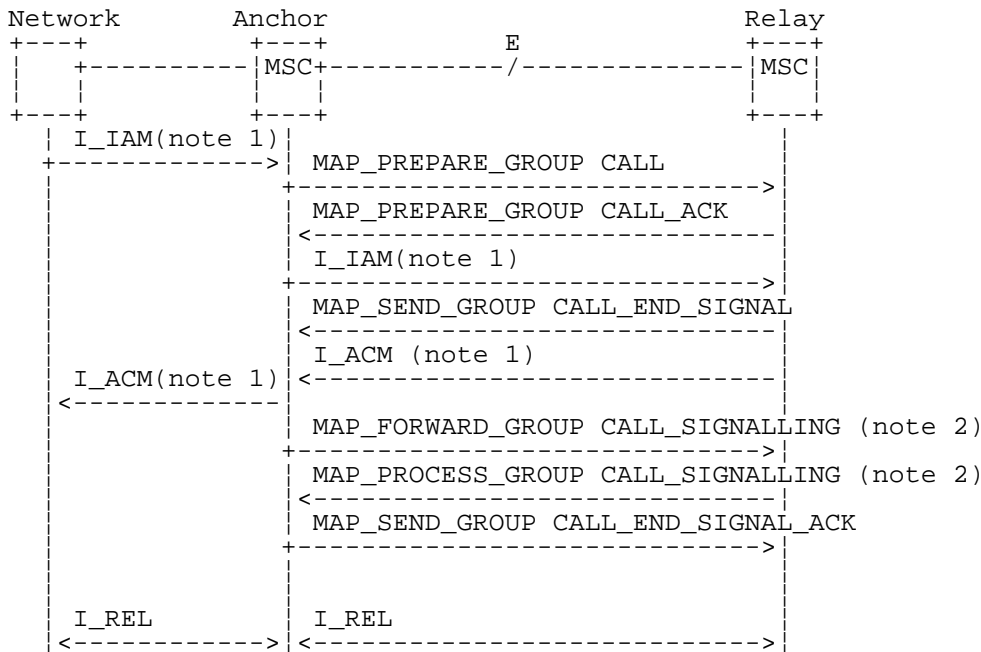 Network Anchor Relay
E
MSC MSC
I_IAM(note 1)
MAP_PREPARE_GROUP CALL
MAP_PREPARE_GROUP CALL_ACK
I_IAM(note 1)
MAP_SEND_GROUP CALL_END_SIGNAL
I_ACM (note 1)
I_ACM(note 1)
MAP_FORWARD_GROUP CALL_SIGNALLING (note 2)
MAP_PROCESS_GROUP CALL_SIGNALLING (note 2)
MAP_SEND_GROUP CALL_END_SIGNAL_ACK
I_REL I_REL